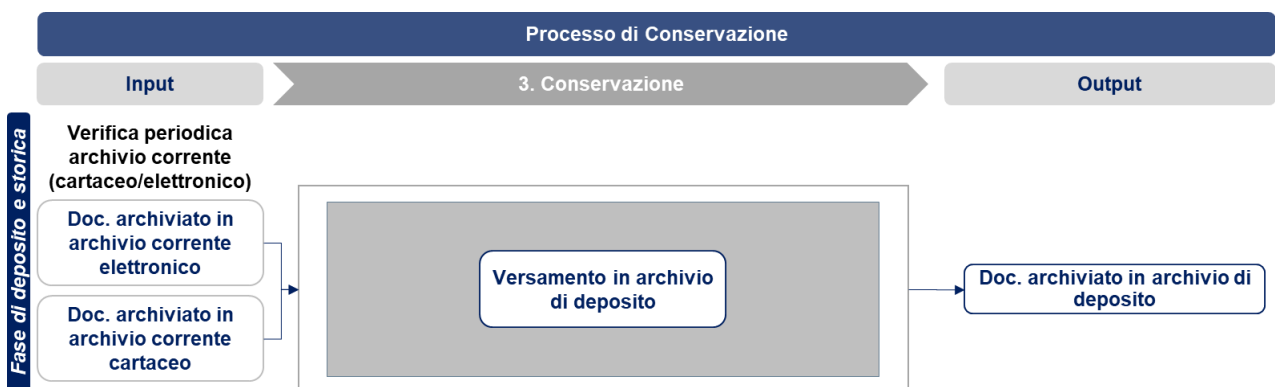 Processo di Conservazione
Input
3. Conservazione
Output
Fase di deposito e storica
Verifica periodica
archivio corrente
(cartaceo/elettronico)
Doc. archiviato in
archivio corrente
elettronico
Doc. archiviato in
archivio corrente
cartaceo
Versamento in archivio
di deposito
Doc. archiviato in archivio di
deposito